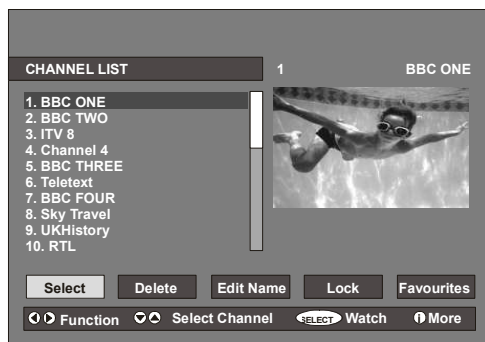 CHANNEL LIST
1 BBC ONE
1. BBC ONE
2. BBC TWO
3. ITV 8
4. Channel 4
5. BBC THREE
6. Teletext
7. BBC FOUR
8. Sky Travel
9. UKHistory
10. RTL
Select Delete Edit Name Lock Favourites
Function Select Channel SELECT Watch i More